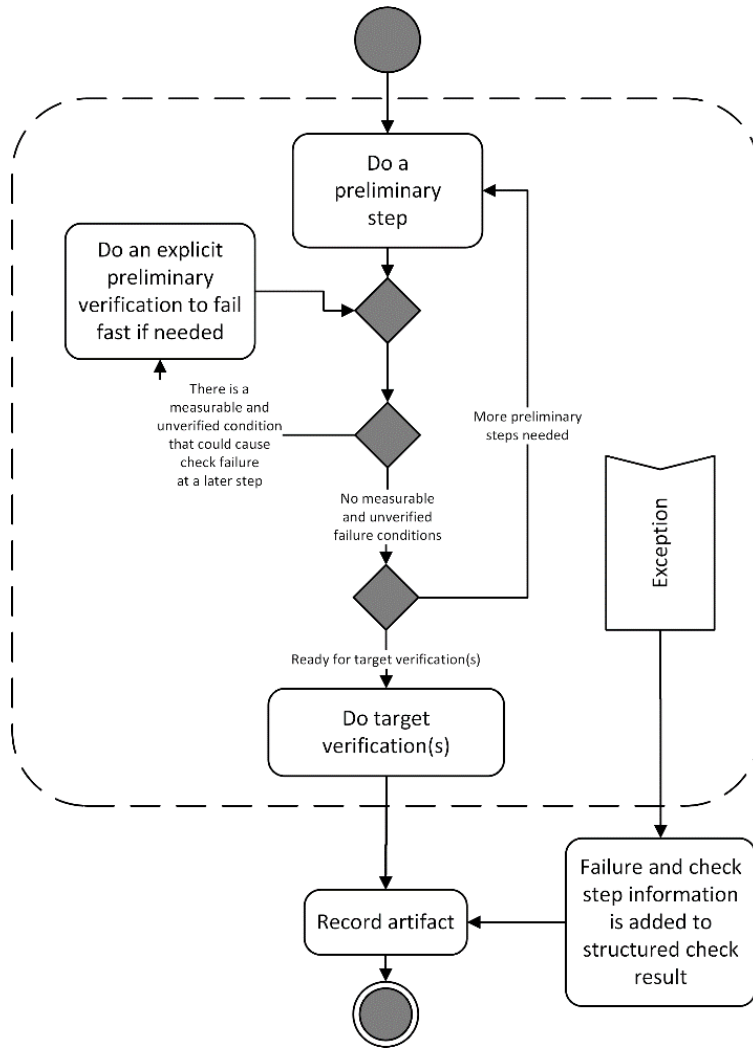 Do a
preliminary
step
Do an explicit
preliminary
verification to fail
fast if needed
There is a
measurable and
unverified condition
that could cause
check failure
at a later step
More preliminary
steps needed
No measurable
and unverified
failure conditions
Exception
Ready for target verification(s)
Do target
verification(s)
Failure and check
step information
is added to
structured check
result
Record artifact